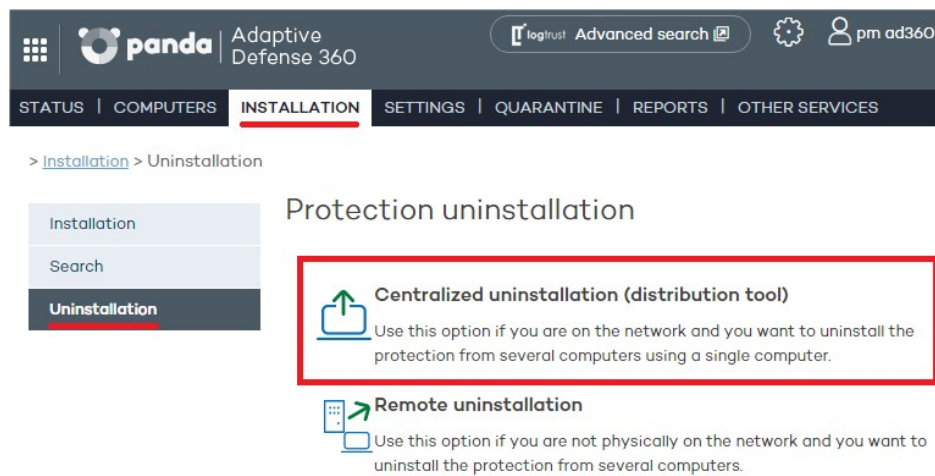 panda
Adaptive
Defense 360
logtrust Advanced search
pm ad360
STATUS | COMPUTERS INSTALLATION SETTINGS | QUARANTINE | REPORTS | OTHER SERVICES
> Installation > Uninstallation
Installation
Search
Uninstallation
Protection uninstallation
Centralized uninstallation (distribution tool)
Use this option if you are on the network and you want to uninstall the
protection from several computers using a single computer.
Remote uninstallation
Use this option if you are not physically on the network and you want to
uninstall the protection from several computers.